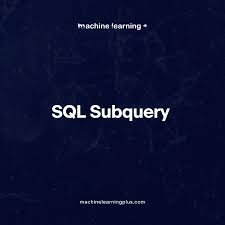 machine learning +
SQL Subquery
machinelearningplus.com